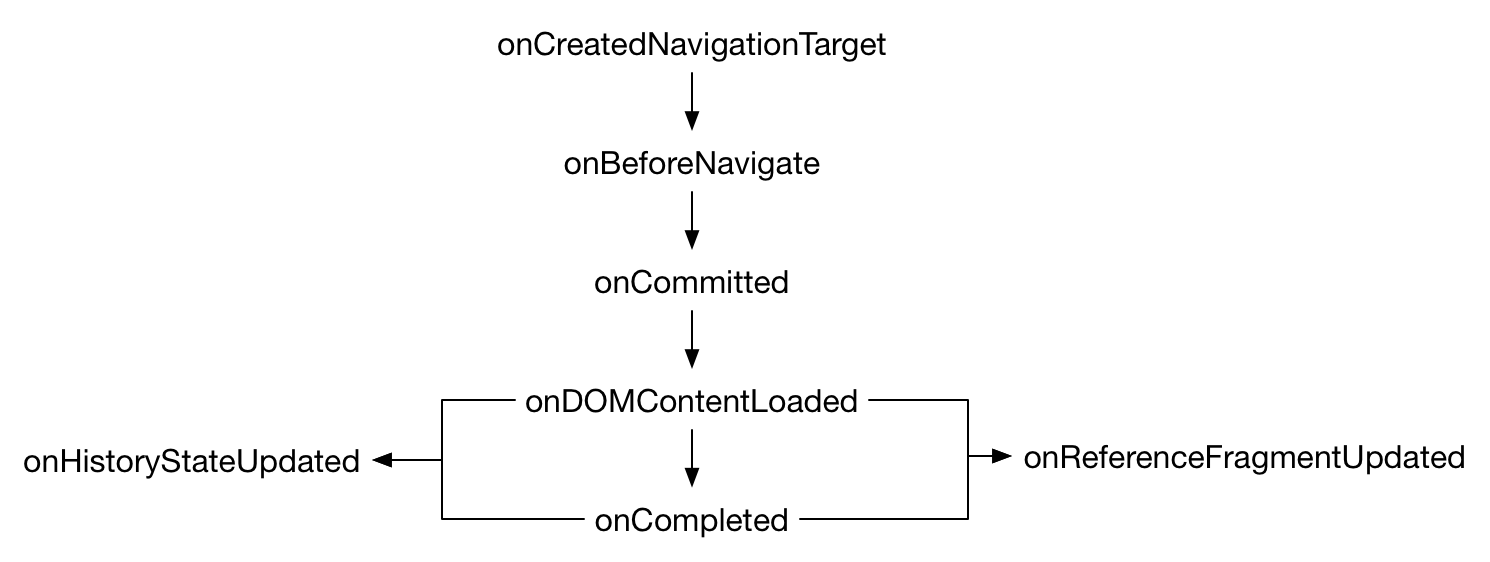 onCreatedNavigationTarget
onBeforeNavigate
onCommitted
onDOMContentLoaded
onHistoryStateUpdated
onReferenceFragmentUpdated
onCompleted